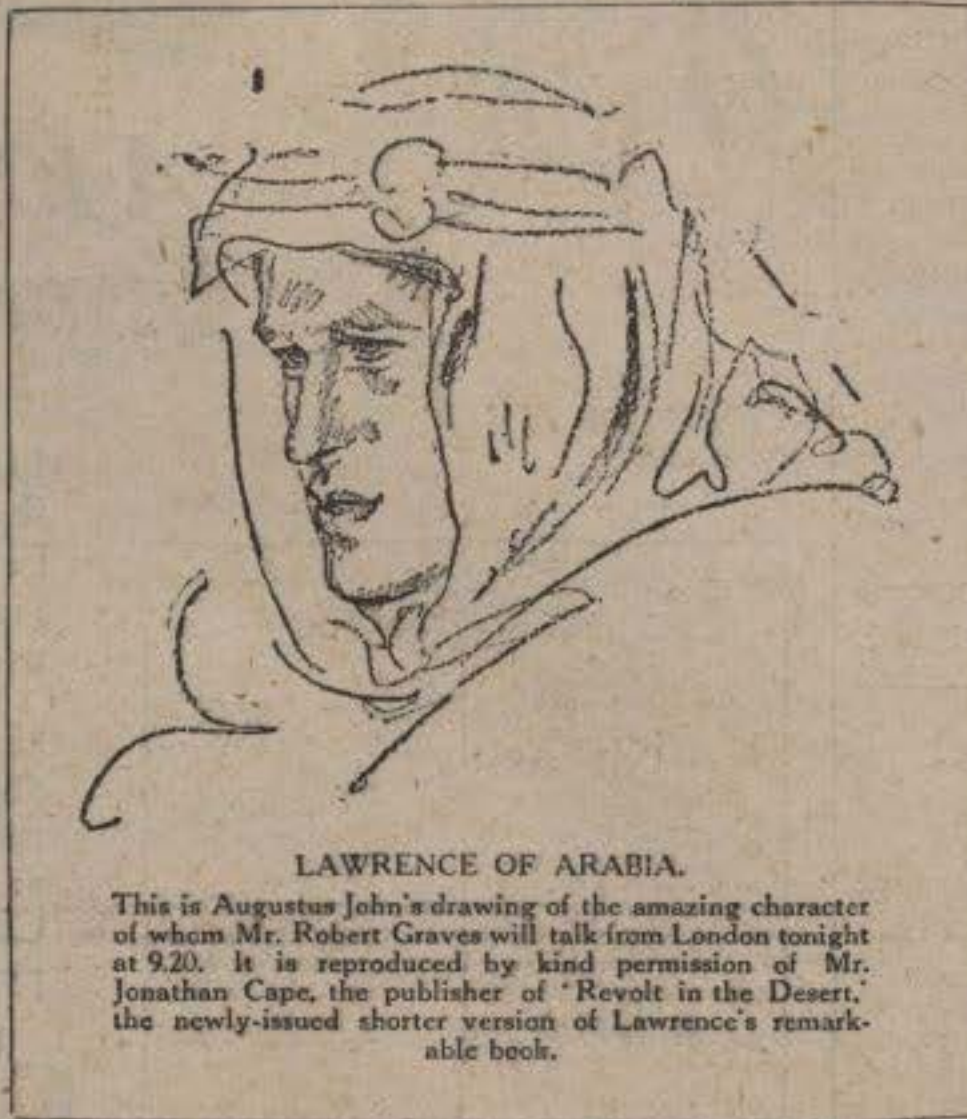 LAWRENCE OF ARABIA.
This is Augustus John's drawing of the amazing character
of whom Mr. Robert Graves will talk from London tonight
at 9.20. It is reproduced by kind permission of Mr.
Jonathan Cape, the publisher of 'Revolt in the Desert,'
the newly-issued shorter version of Lawrence's remark-
able book.